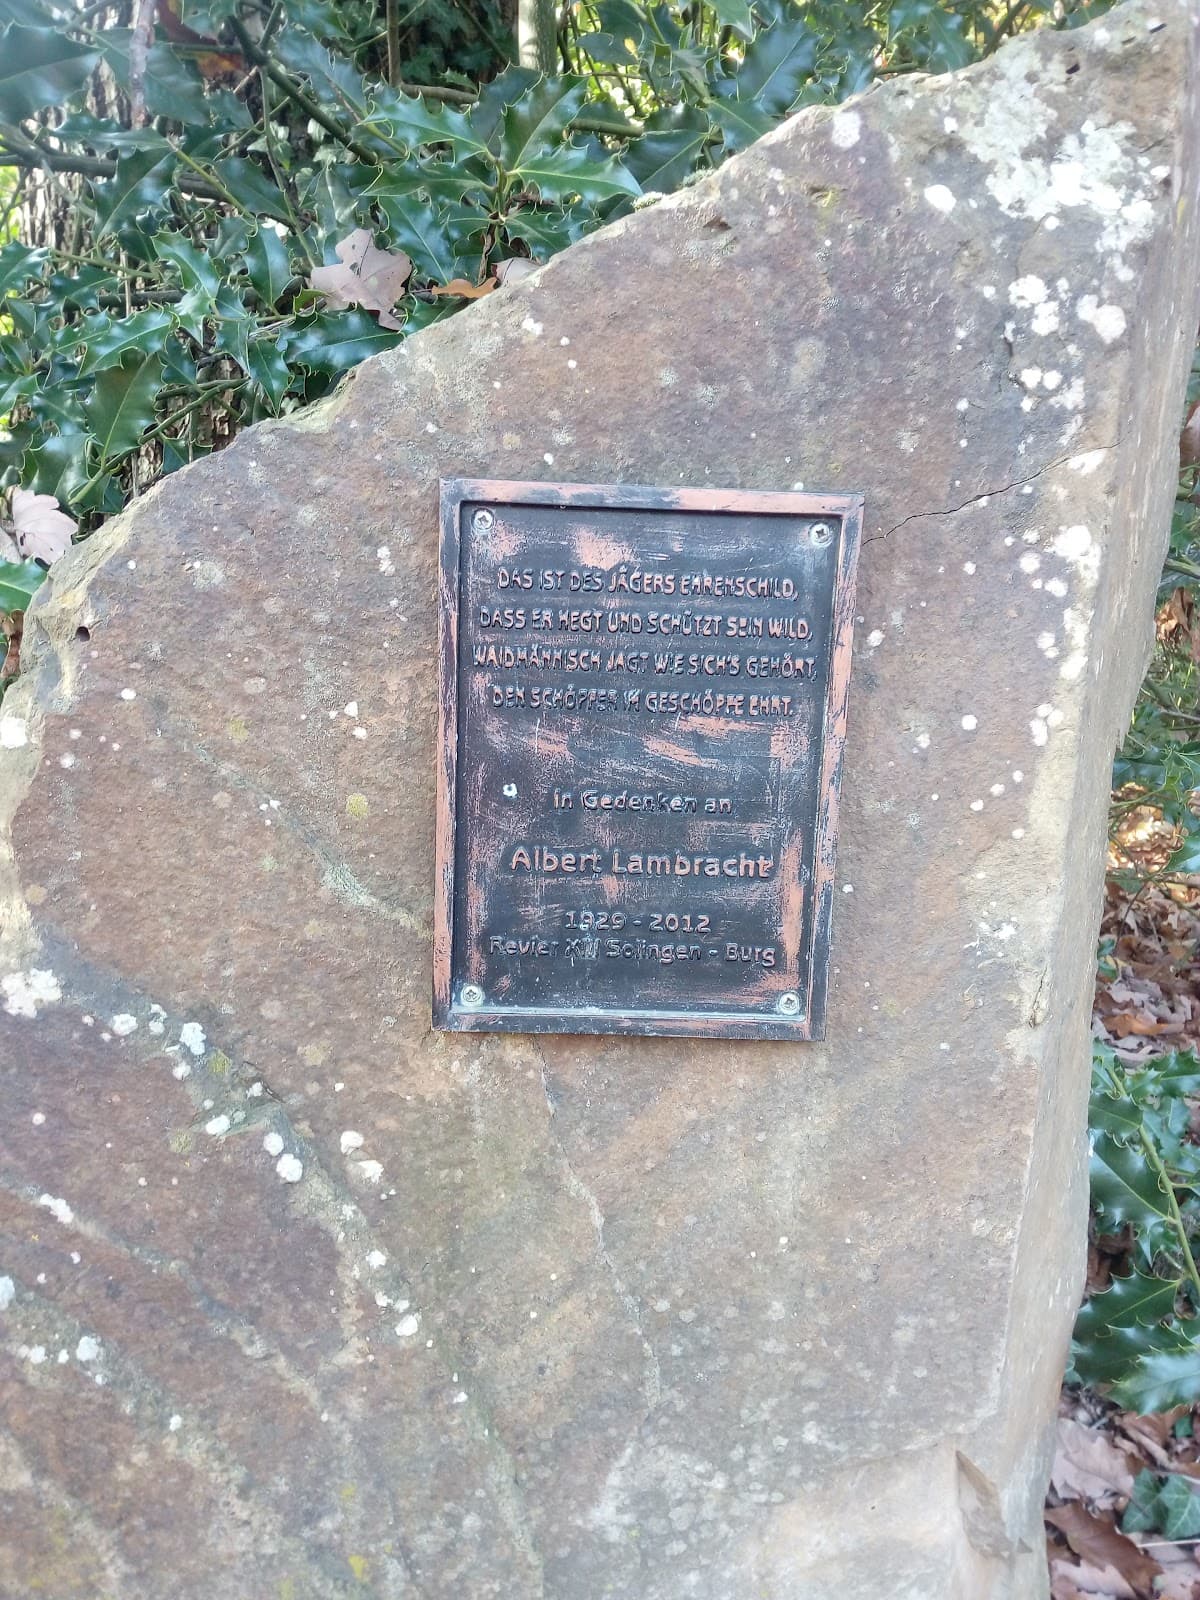 DAS IST DES JÄGERS EHRENSCHILD,
DASS ER HEGT UND SCHÜTZT SEIN WILD,
WAIDMÄNNISCH JAGT WIE SICH'S GEHÖRT,
DEN SCHÖPFER IM GESCHÖPFE EHRT.
in Gedenken an
Albert Lambracht
1929 - 2012
Revier Solingen - Burg